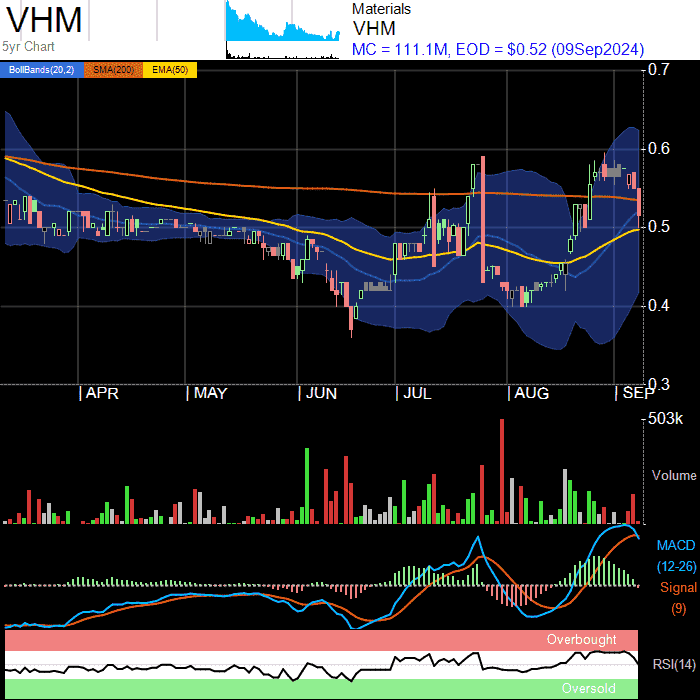 VHM
5yr Chart
Materials
VHM
MC = 111.1M, EOD = $0.52 (09Sep2024)
BollBands(20,2) SMA(200) EMA(50)
0.7
0.6
0.5
0.4
0.3
APR MAY JUN JUL AUG SEP
503k
Volume
MACD
(12-26)
Signal
(9)
Overbought
RSI(14)
Oversold